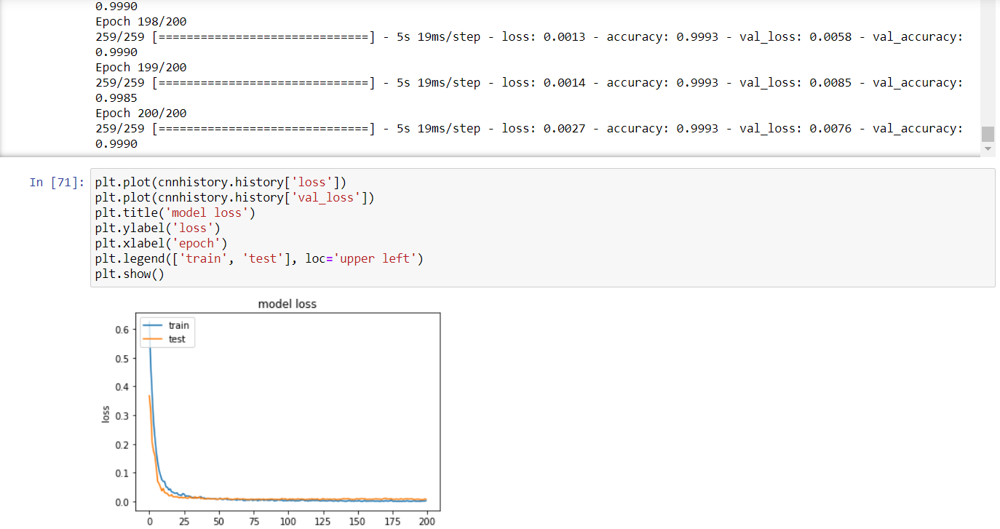 0.9990
Epoch 198/200
259/259 [==============================] - 5s 19ms/step - loss: 0.0013 - accuracy: 0.9993 - val_loss: 0.0058 - val_accuracy:
0.9990
Epoch 199/200
259/259 [==============================] - 5s 19ms/step - loss: 0.0014 - accuracy: 0.9993 - val_loss: 0.0085 - val_accuracy:
0.9985
Epoch 200/200
259/259 [==============================] - 5s 19ms/step - loss: 0.0027 - accuracy: 0.9993 - val_loss: 0.0076 - val_accuracy:
0.9990
In [71]: plt.plot(cnnhistory.history['loss'])
plt.plot(cnnhistory.history['val_loss'])
plt.title('model loss')
plt.ylabel('loss')
plt.xlabel('epoch')
plt.legend(['train', 'test'], loc='upper left')
plt.show()
model loss
train
test
0.6
0.5
0.4
0.3
0.2
0.1
0.0
loss
0 25 50 75 100 125 150 175 200